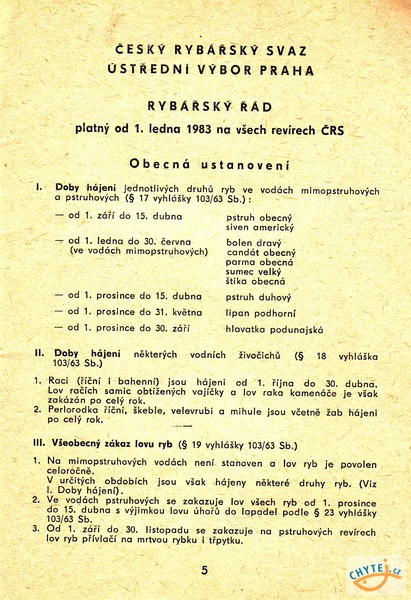 ČESKÝ RYBÁŘSKÝ SVAZ
ÚSTŘEDNÍ VÝBOR PRAHA
RYBÁŘSKÝ ŘÁD
platný od 1. ledna 1983 na všech revírech ČRS
Obecná ustanovení
I. Doby hájení jednotlivých druhů ryb ve vodách mimopstruhových
a pstruhových (§ 17 vyhlášky 103/63 Sb.) :
— od 1. září do 15. dubna pstruh obecný
siven americký
— od 1. ledna do 30. června bolen dravý
(ve vodách mimopstruhových) candát obecný
parma obecná
sumec velký
štika obecná
— od 1. prosince do 15. dubna pstruh duhový
— od 1. prosince do 31. května lipan podhorní
— od 1. prosince do 30. září hlavatka podunajská
II. Doby hájení některých vodních živočichů (§ 18 vyhláška
103/63 Sb.)
1. Raci (říční i bahenní) jsou hájeni od 1. října do 30. dubna.
Lov račích samic obtížených vajíčky a lov raka kamenáče je však
zakázán po celý rok.
2. Perlorodka říční, škeble, velevrubi a mihule jsou včetně žab hájeni
po celý rok.
III. Všeobecný zákaz lovu ryb (§ 19 vyhlášky 103/63 Sb.)
1. Na mimopstruhových vodách není stanoven a lov ryb je povolen
celoročně.
V určitých obdobích jsou však hájeny některé druhy ryb. (Viz
I. Doby hájení).
2. Ve vodách pstruhových se zakazuje lov všech ryb od 1. prosince
do 15. dubna s výjimkou lovu úhořů do lapadel podle § 23 vyhlášky
103/63 Sb.
3. Od 1. září do 30. listopadu se zakazuje na pstruhových revírech
lov ryb přívlačí na mrtvou rybku i třpytku.
5
CHYTEJ.cz